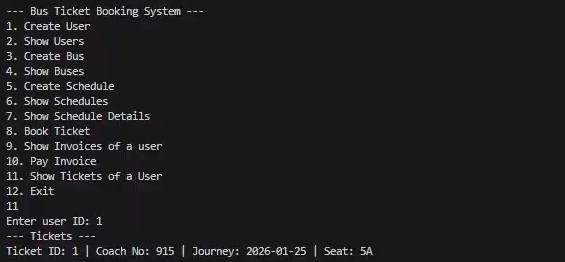 --- Bus Ticket Booking System ---
1. Create User
2. Show Users
3. Create Bus
4. Show Buses
5. Create Schedule
6. Show Schedules
7. Show Schedule Details
8. Book Ticket
9. Show Invoices of a user
10. Pay Invoice
11. Show Tickets of a User
12. Exit
11
Enter user ID: 1
--- Tickets ---
Ticket ID: 1 | Coach No: 915 | Journey: 2026-01-25 | Seat: 5A